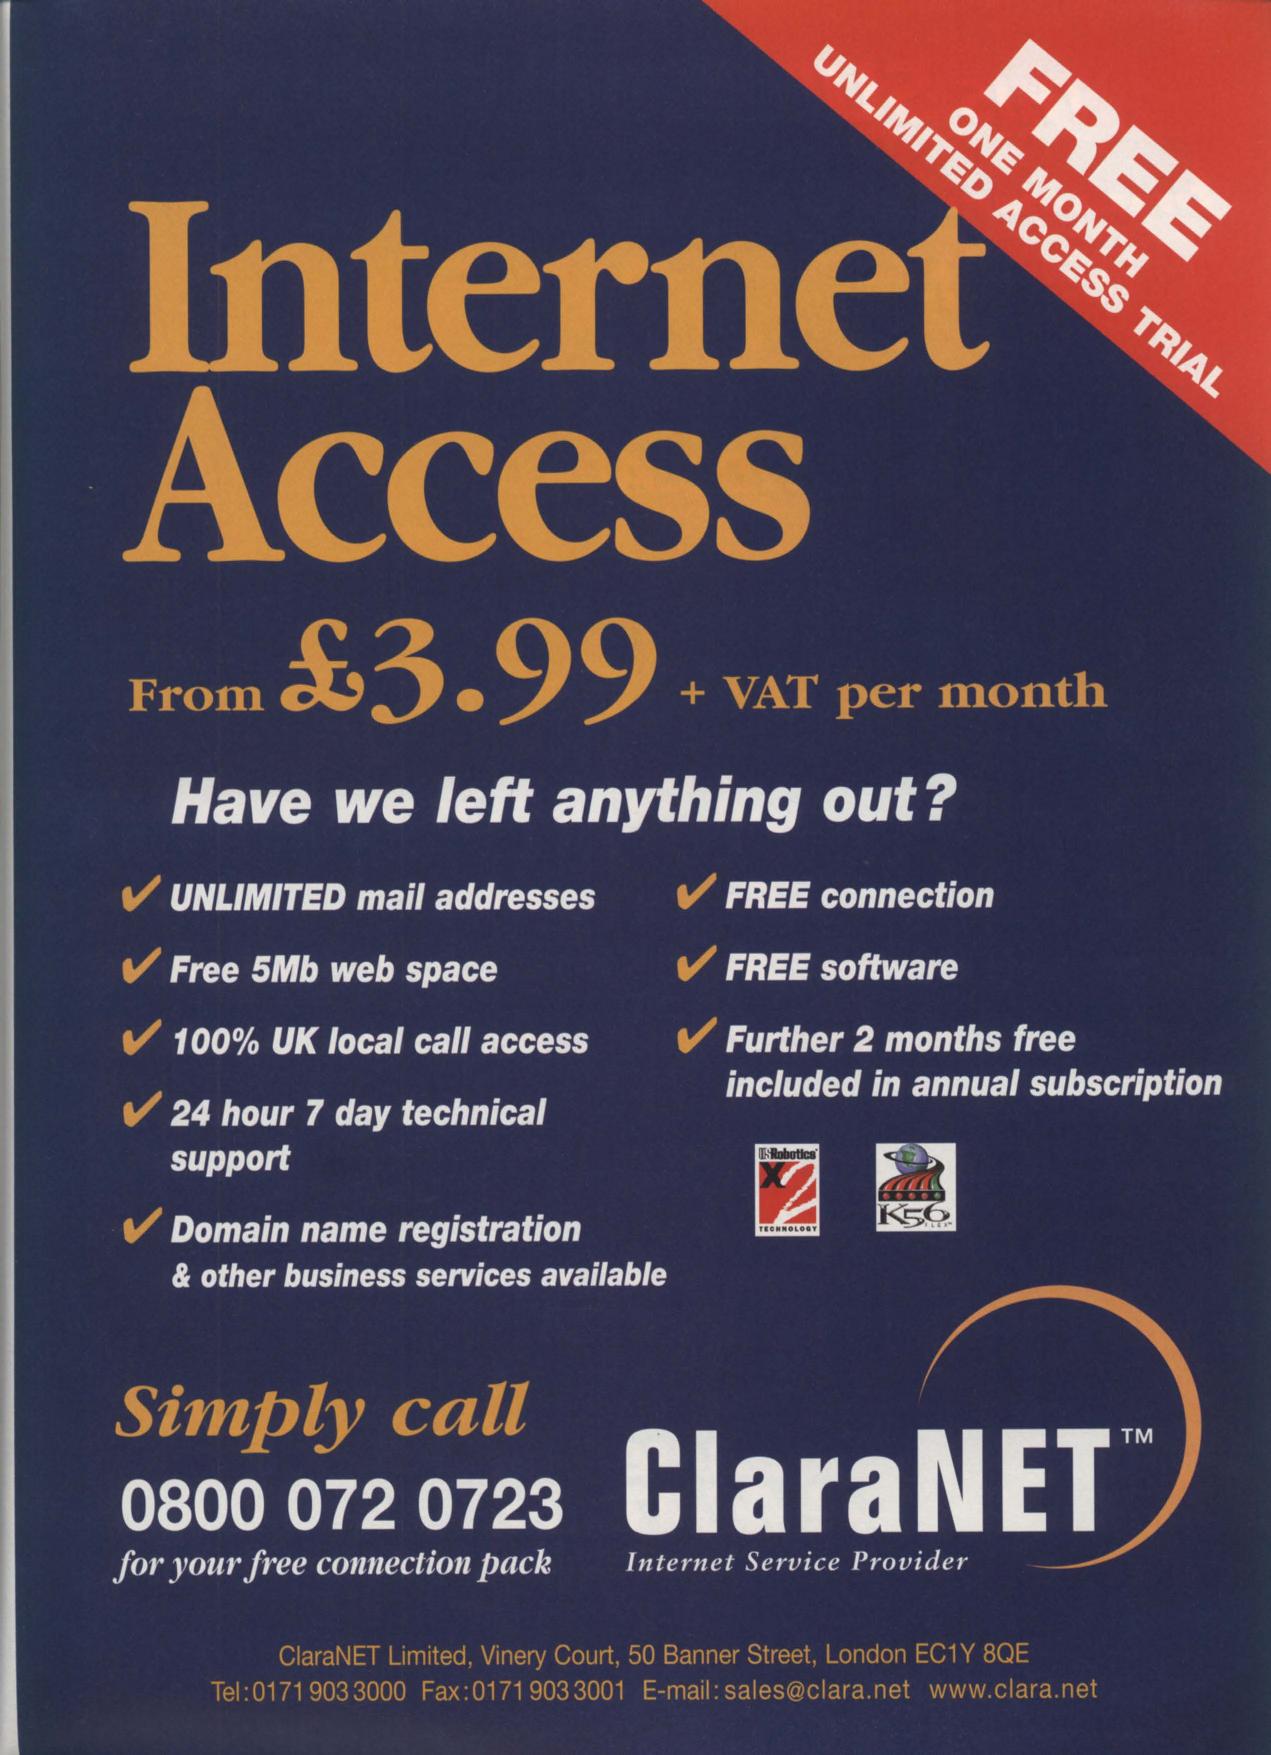 FREE
ONE MONTH
UNLIMITED ACCESS TRIAL
Internet
Access
From £3.99 + VAT per month
Have we left anything out?
✔ UNLIMITED mail addresses
✔ Free 5Mb web space
✔ 100% UK local call access
✔ 24 hour 7 day technical
support
✔ Domain name registration
& other business services available
✔ FREE connection
✔ FREE software
✔ Further 2 months free
included in annual subscription
U.S.Robotics
X2
TECHNOLOGY
K56
FLEX™
Simply call
0800 072 0723
for your free connection pack
ClaraNET™
Internet Service Provider
ClaraNET Limited, Vinery Court, 50 Banner Street, London EC1Y 8QE
Tel:0171 903 3000 Fax:0171 903 3001 E-mail: sales@clara.net www.clara.net